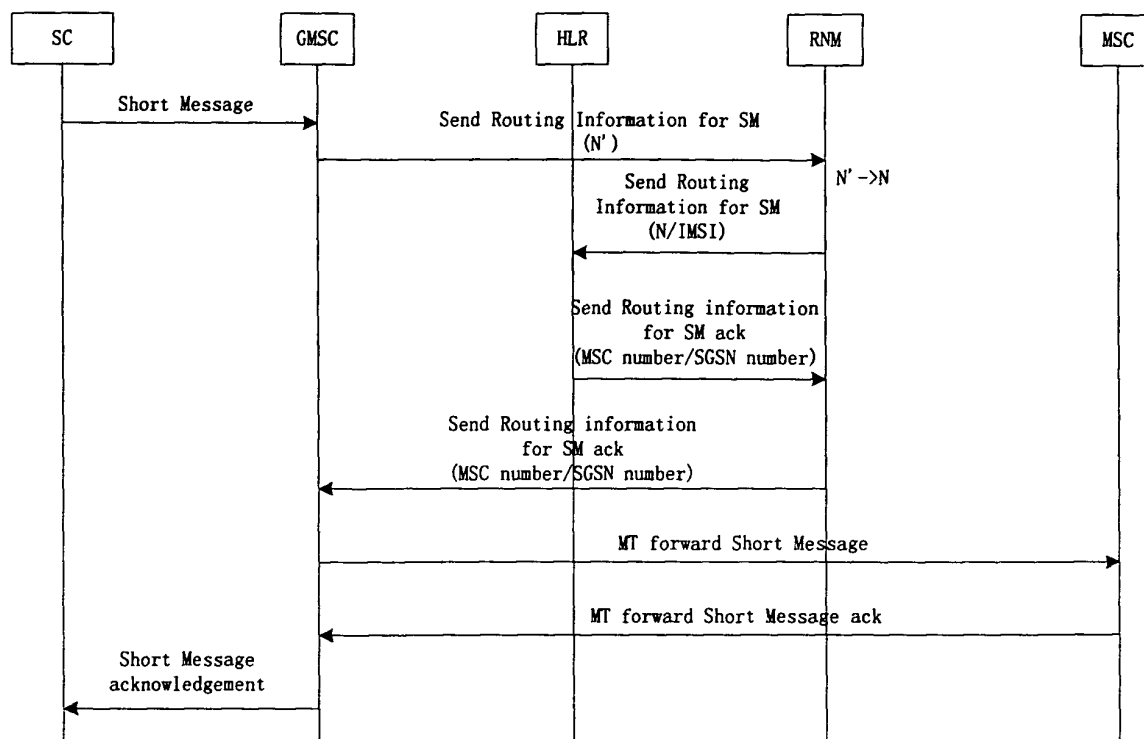 SC
GMSC
HLR
RNM
MSC
Short Message
Send Routing Information for SM
(N')
N'->N
Send Routing
Information for SM
(N/IMSI)
Send Routing information
for SM ack
(MSC number/SGSN number)
Send Routing information
for SM ack
(MSC number/SGSN number)
MT forward Short Message
MT forward Short Message ack
Short Message
acknowledgement